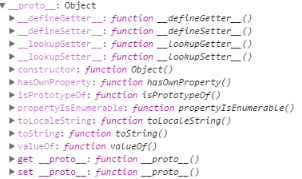 ▼__proto__: Object
▶__defineGetter__: function __defineGetter__()
▶__defineSetter__: function __defineSetter__()
▶__lookupGetter__: function __LookupGetter__()
▶__lookupSetter__: function __LookupSetter__()
▶constructor: function Object()
▶hasOwnProperty: function hasOwnProperty()
▶isPrototypeOf: function isPrototypeOf()
▶propertyIsEnumerable: function propertyIsEnumerable()
▶toLocaleString: function toLocaleString()
▶toString: function toString()
▶valueOf: function valueOf()
▶get __proto__: function __proto__()
▶set __proto__: function __proto__()